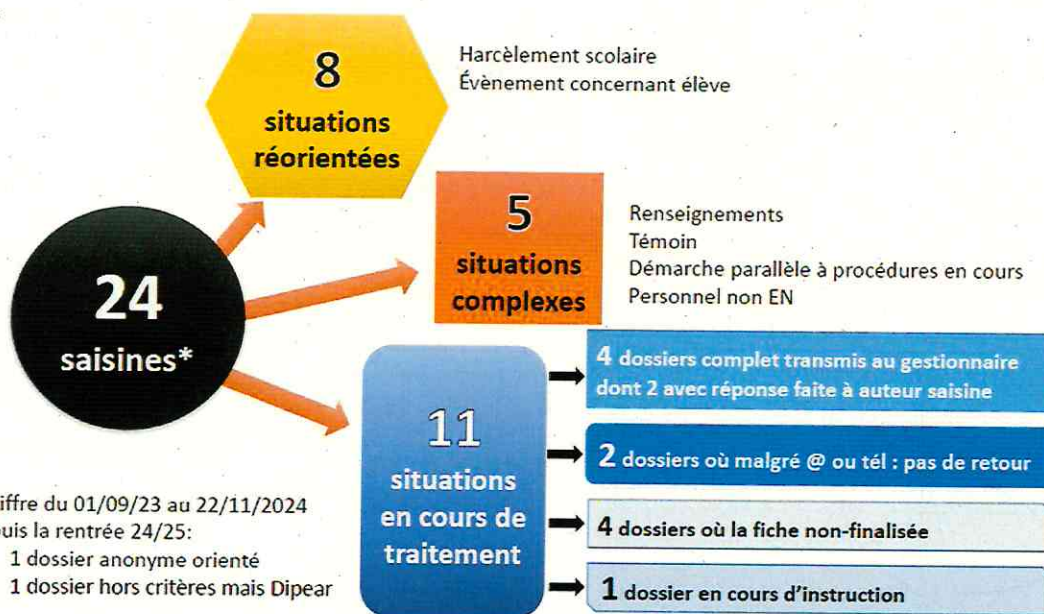 8
situations
réorientées
Harcèlement scolaire
Évènement concernant élève
5
situations
complexes
Renseignements
Témoin
Démarche parallèle à procédures en cours
Personnel non EN
24
saisines*
11
situations
en cours de
traitement
4 dossiers complet transmis au gestionnaire
dont 2 avec réponse faite à auteur saisine
2 dossiers où malgré @ ou tél : pas de retour
4 dossiers où la fiche non-finalisée
1 dossier en cours d'instruction
iffre du 01/09/23 au 22/11/2024
uis la rentrée 24/25:
1 dossier anonyme orienté
1 dossier hors critères mais Dipear